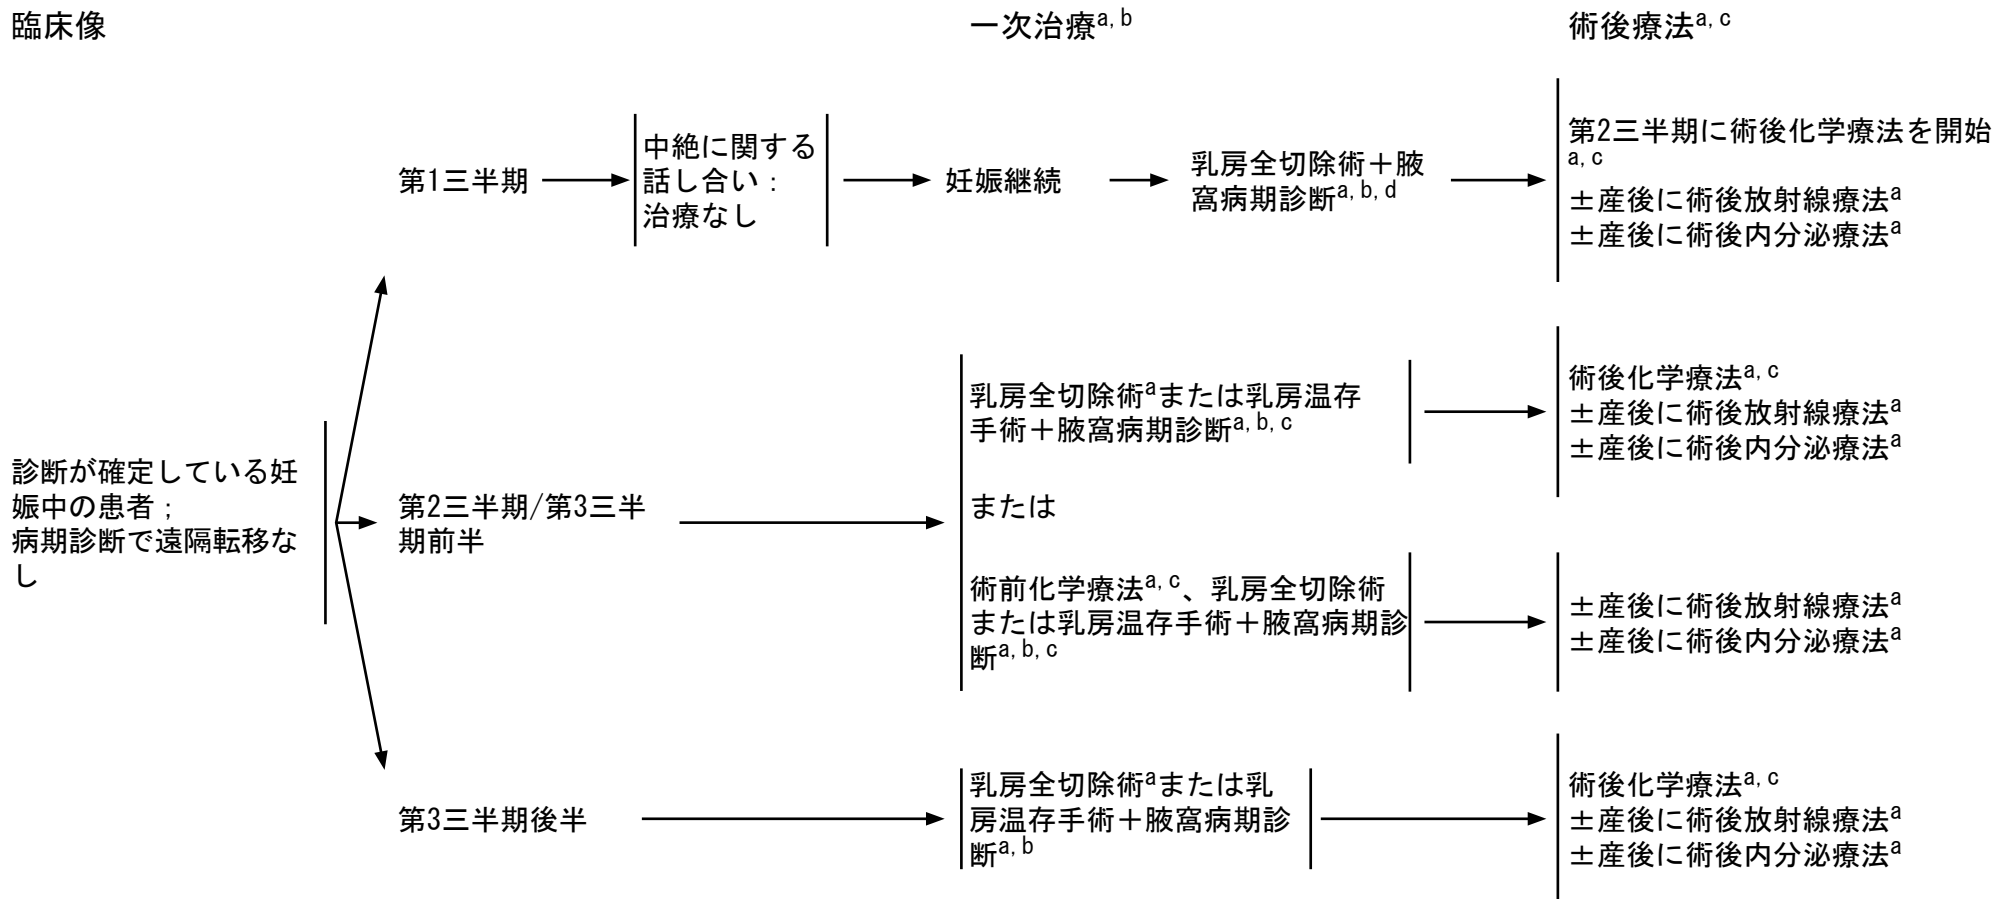 臨床像
一次治療a, b
術後療法a, c
第1三半期
中絶に関する
話し合い：
治療なし
妊娠継続
乳房全切除術＋腋
窩病期診断a, b, d
第2三半期に術後化学療法を開始
a, c
±産後に術後放射線療法a
±産後に術後内分泌療法a
診断が確定している妊
娠中の患者；
病期診断で遠隔転移な
し
第2三半期/第3三半
期前半
乳房全切除術aまたは乳房温存
手術＋腋窩病期診断a, b, c
または
術前化学療法a, c、乳房全切除術
または乳房温存手術＋腋窩病期診
断a, b, c
術後化学療法a, c
±産後に術後放射線療法a
±産後に術後内分泌療法a
±産後に術後放射線療法a
±産後に術後内分泌療法a
第3三半期後半
乳房全切除術aまたは乳
房温存手術＋腋窩病期診
断a, b
術後化学療法a, c
±産後に術後放射線療法a
±産後に術後内分泌療法a